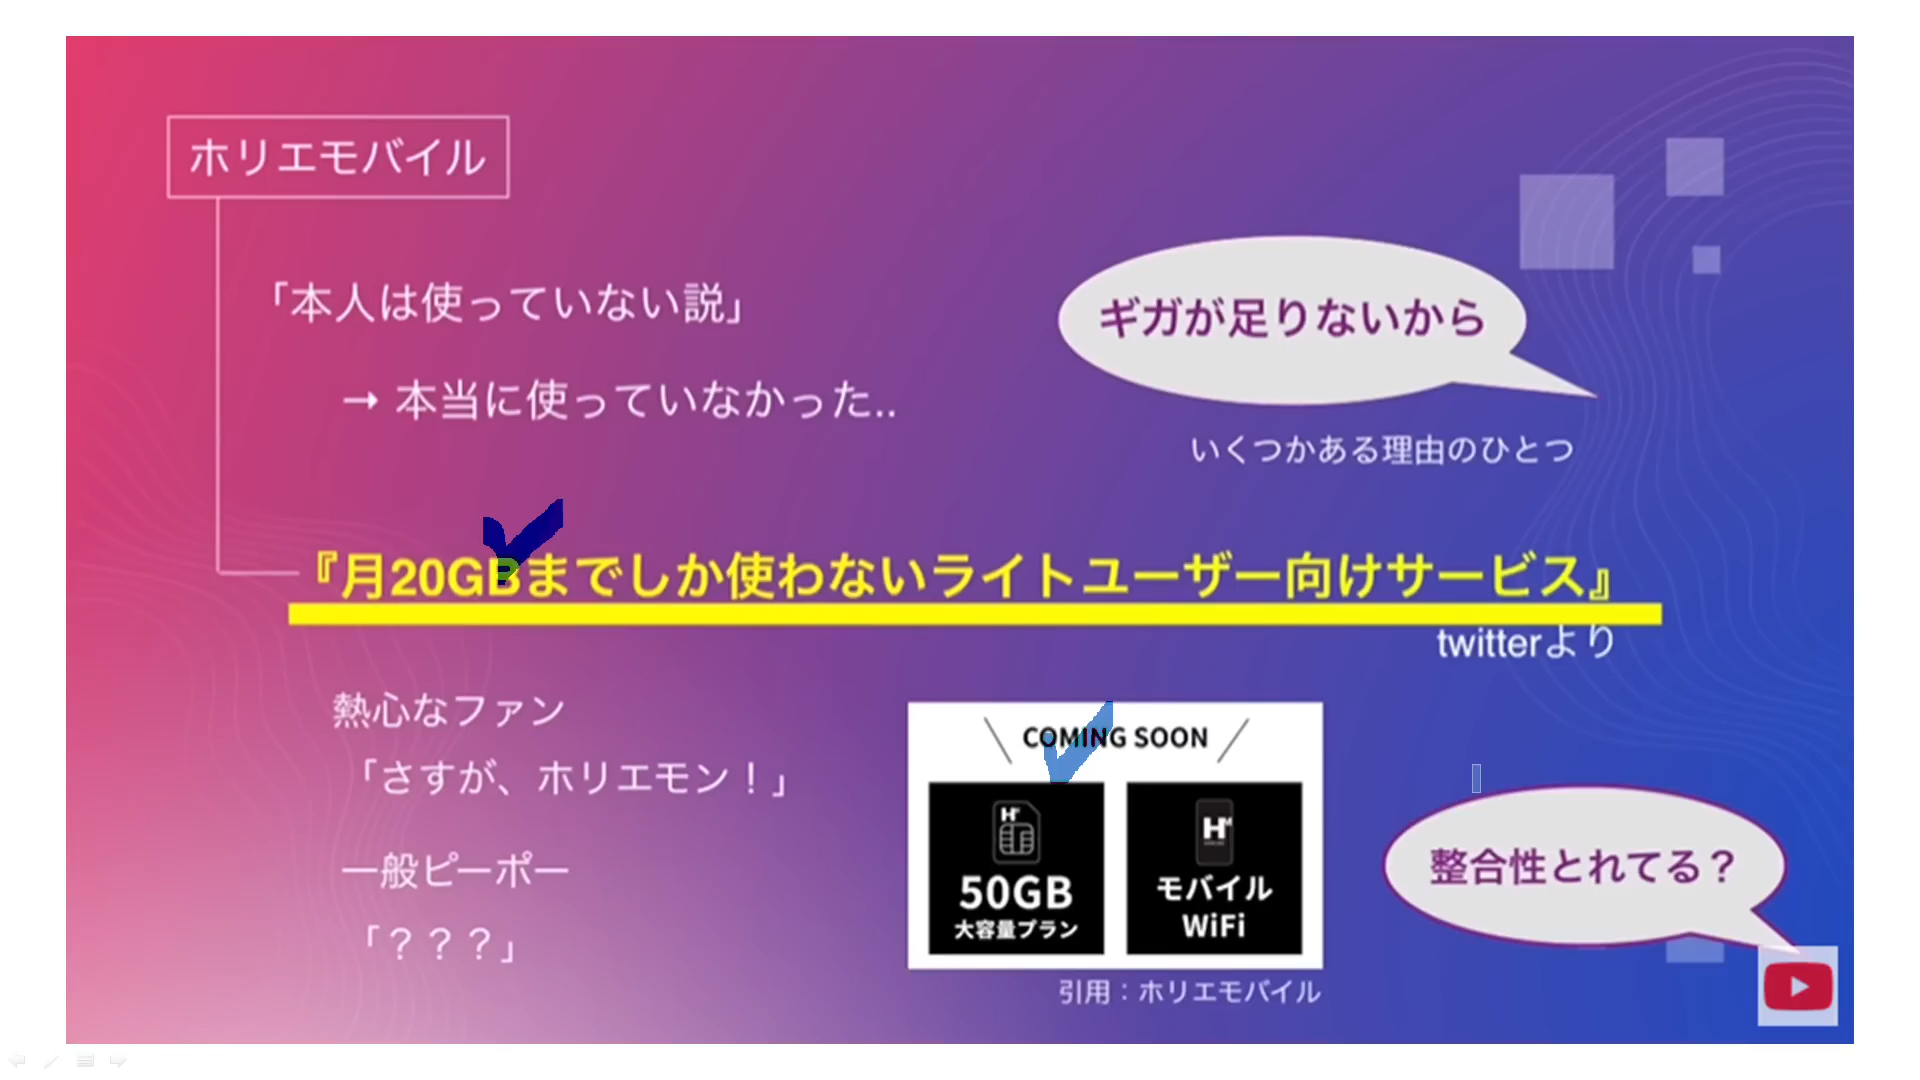 ホリエモバイル
「本人は使っていない説」
→ 本当に使っていなかった..
ギガが足りないから
いくつかある理由のひとつ
『月20GBまでしか使わないライトユーザー向けサービス』
twitterより
熱心なファン
「さすが、ホリエモン！」
一般ピーポー
「？？？」
COMING SOON
50GB
大容量プラン
モバイル
WiFi
引用：ホリエモバイル
整合性とれてる？